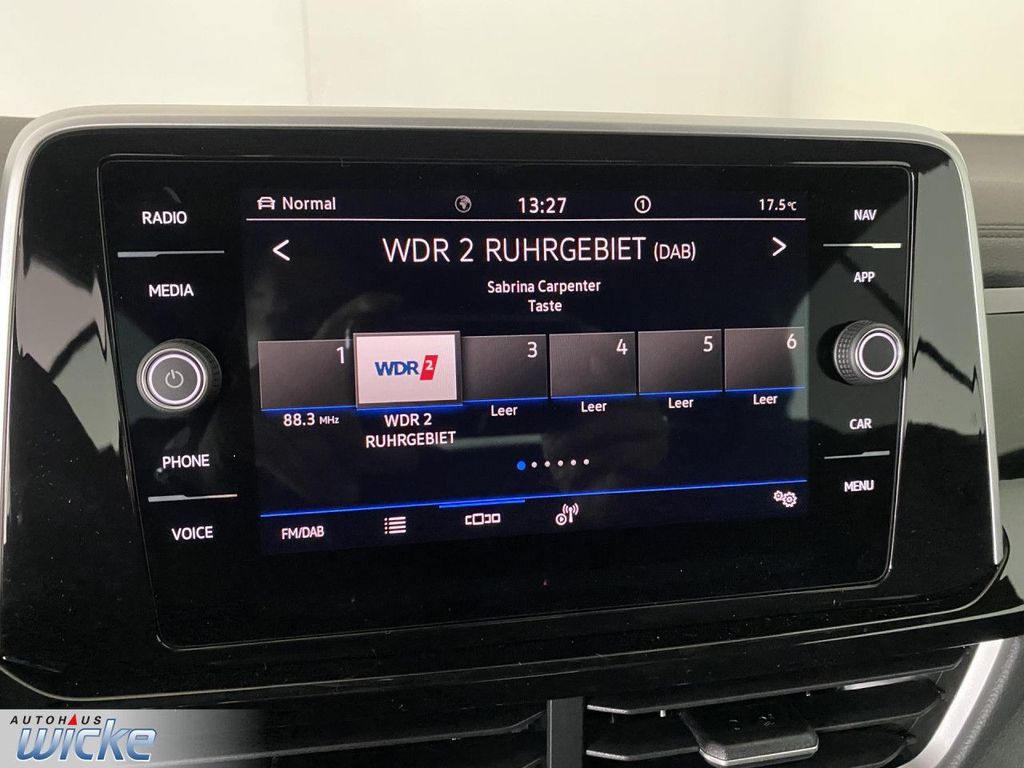 RADIO
MEDIA
PHONE
VOICE
Normal 13:27 1 17.5°C
< WDR 2 RUHRGEBIET (DAB) >
Sabrina Carpenter
Taste
1 WDR 2 3 4 5 6
88.3 MHz
WDR 2
RUHRGEBIET
Leer
Leer
Leer
Leer
FM/DAB
NAV
APP
CAR
MENU
AUTOHAUS
wicke